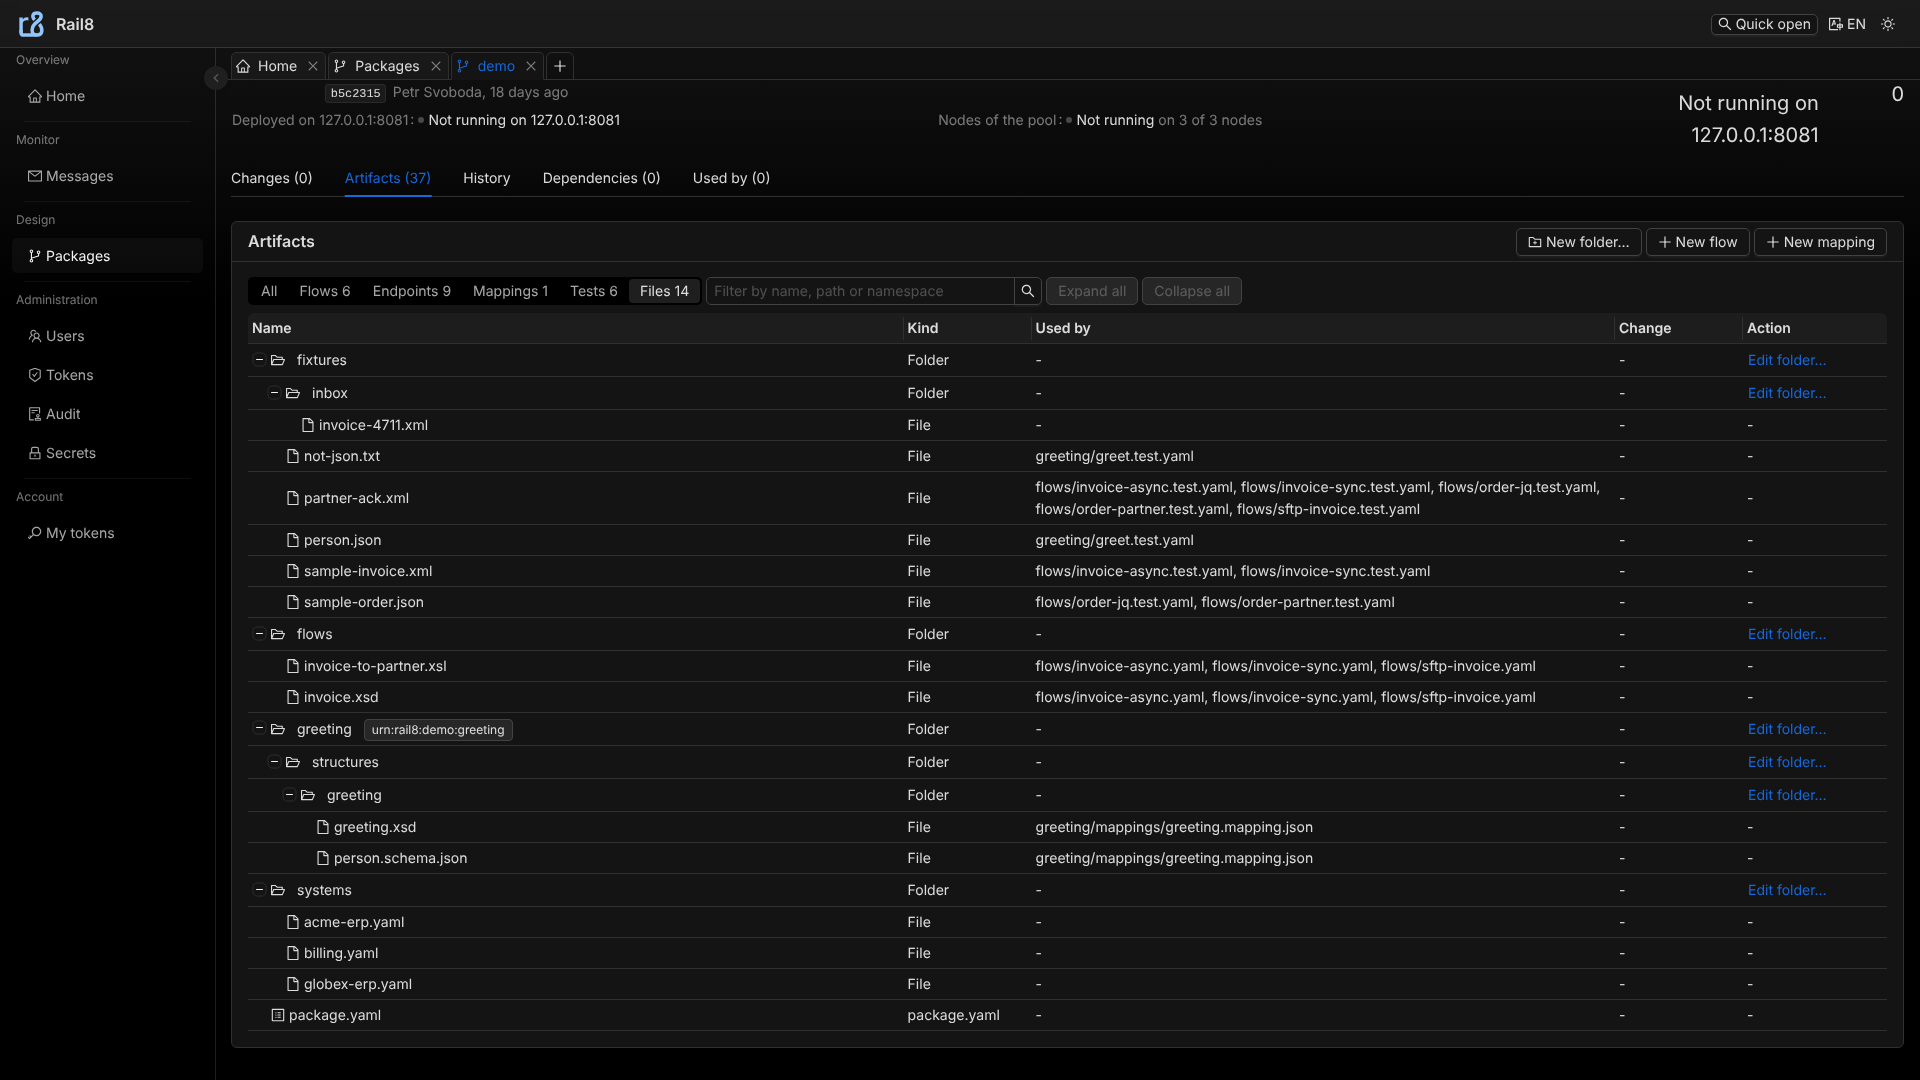 r8 Rail8
Quick open EN
Overview
Home
Monitor
Messages
Design
Packages
Administration
Users
Tokens
Audit
Secrets
Account
My tokens
Home Packages demo
b5c2315 Petr Svoboda, 18 days ago
Deployed on 127.0.0.1:8081: Not running on 127.0.0.1:8081
Nodes of the pool: Not running on 3 of 3 nodes
Not running on
127.0.0.1:8081
0
Changes (0) Artifacts (37) History Dependencies (0) Used by (0)
Artifacts
New folder... New flow New mapping
All Flows 6 Endpoints 9 Mappings 1 Tests 6 Files 14 Filter by name, path or namespace Expand all Collapse all
Name Kind Used by Change Action
fixtures Folder - - Edit folder...
inbox Folder - - Edit folder...
invoice-4711.xml File - - -
not-json.txt File greeting/greet.test.yaml - -
partner-ack.xml File flows/invoice-async.test.yaml, flows/invoice-sync.test.yaml, flows/order-jq.test.yaml, - -
flows/order-partner.test.yaml, flows/sftp-invoice.test.yaml
person.json File greeting/greet.test.yaml - -
sample-invoice.xml File flows/invoice-async.test.yaml, flows/invoice-sync.test.yaml - -
sample-order.json File flows/order-jq.test.yaml, flows/order-partner.test.yaml - -
flows Folder - - Edit folder...
invoice-to-partner.xsl File flows/invoice-async.yaml, flows/invoice-sync.yaml, flows/sftp-invoice.yaml - -
invoice.xsd File flows/invoice-async.yaml, flows/invoice-sync.yaml, flows/sftp-invoice.yaml - -
greeting urn:rail8:demo:greeting Folder - - Edit folder...
structures Folder - - Edit folder...
greeting Folder - - Edit folder...
greeting.xsd File greeting/mappings/greeting.mapping.json - -
person.schema.json File greeting/mappings/greeting.mapping.json - -
systems Folder - - Edit folder...
acme-erp.yaml File - - -
billing.yaml File - - -
globex-erp.yaml File - - -
package.yaml package.yaml - - -